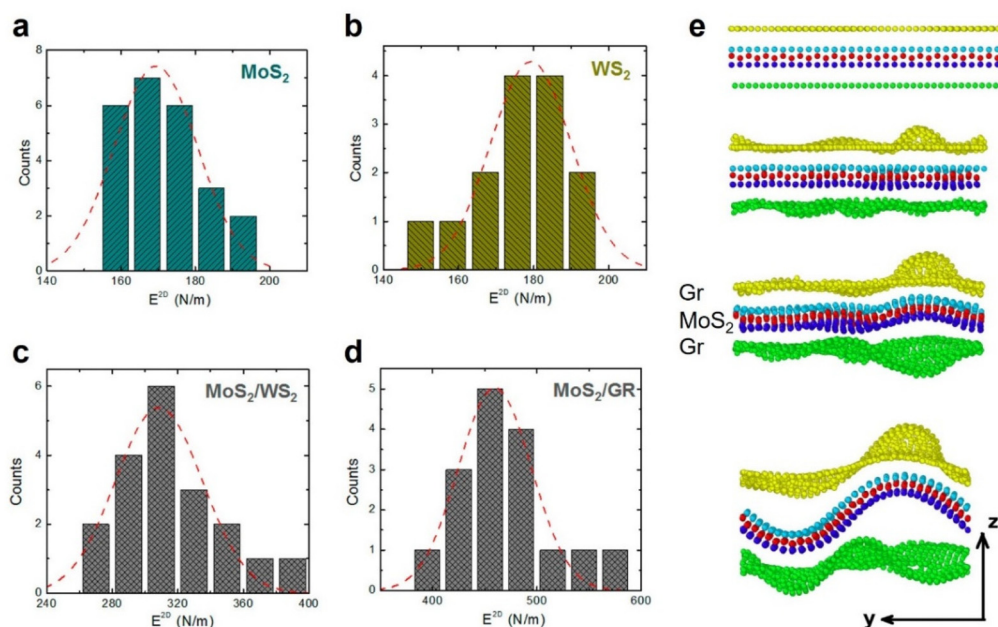 a
MoS₂
Counts
8
6
4
2
0
140 160 180 200
E²ᴰ (N/m)
b
WS₂
Counts
4
3
2
1
0
140 160 180 200
E²ᴰ (N/m)
c
MoS₂/WS₂
Counts
6
4
2
0
240 280 320 360 400
E²ᴰ (N/m)
d
MoS₂/GR
Counts
5
4
3
2
1
0
400 500 600
E²ᴰ (N/m)
e
Gr
MoS₂
Gr
z
y